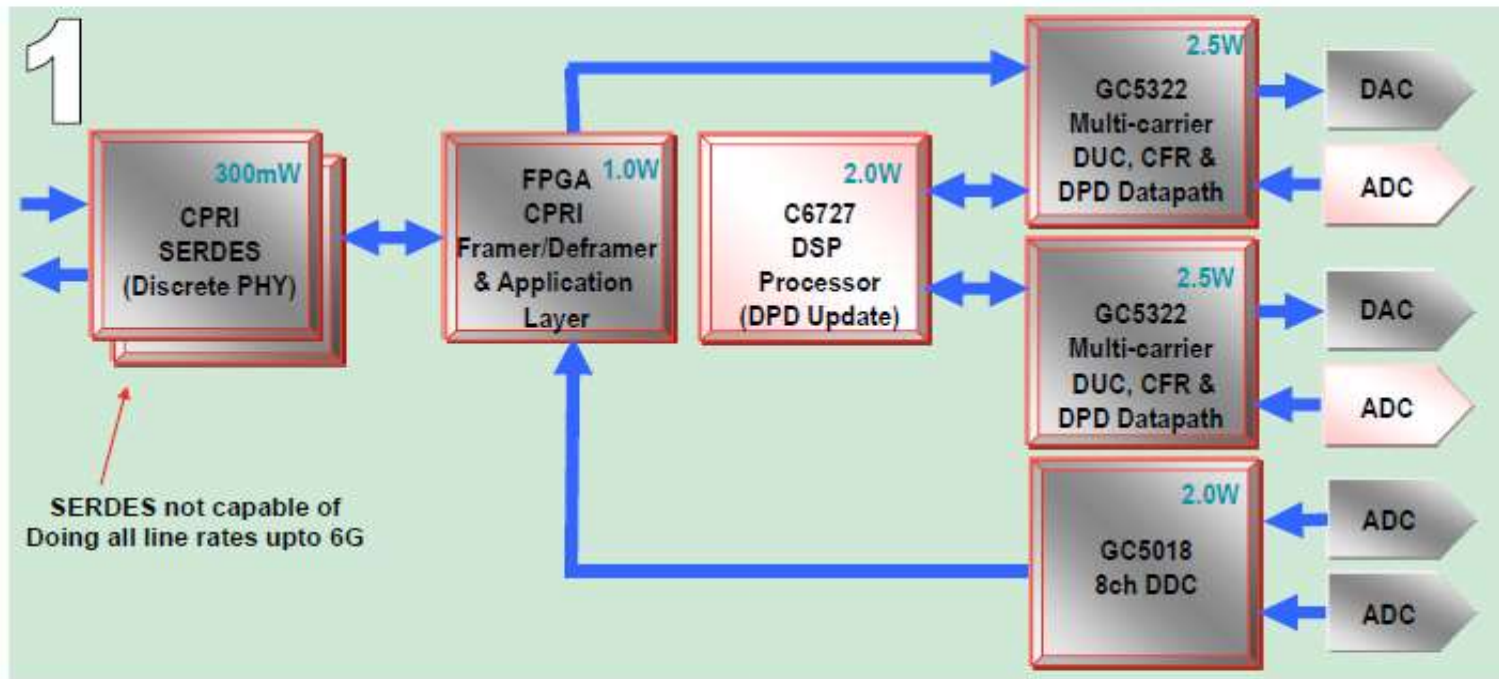 1
300mW
CPRI
SERDES
(Discrete PHY)
SERDES not capable of
Doing all line rates upto 6G
1.0W
FPGA
CPRI
Framer/Deframer
& Application
Layer
2.0W
C6727
DSP
Processor
(DPD Update)
2.5W
GC5322
Multi-carrier
DUC, CFR &
DPD Datapath
DAC
ADC
2.5W
GC5322
Multi-carrier
DUC, CFR &
DPD Datapath
DAC
ADC
2.0W
GC5018
8ch DDC
ADC
ADC